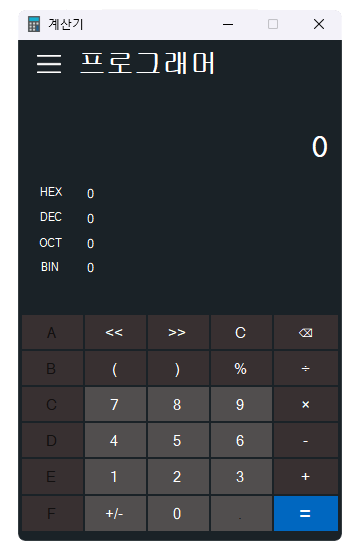 계산기
프로그래머
0
HEX 0
DEC 0
OCT 0
BIN 0
A << >> C ⌫
B ( ) % ÷
C 7 8 9 ×
D 4 5 6 -
E 1 2 3 +
F +/- 0 . =